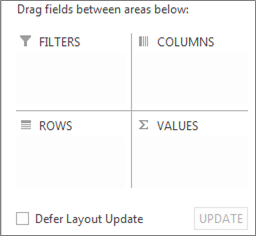 Drag fields between areas below:
FILTERS
COLUMNS
ROWS
Σ VALUES
Defer Layout Update
UPDATE